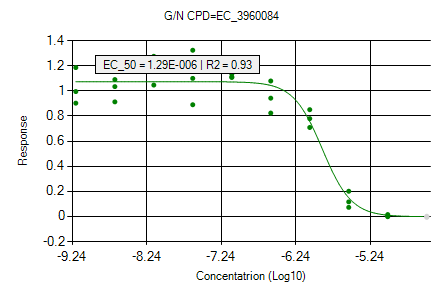 G/N CPD=EC_3960084
1.4
EC_50 = 1.29E-006 | R2 = 0.93
1.2
1
0.8
0.6
0.4
0.2
0
-0.2
Response
-9.24 -8.24 -7.24 -6.24 -5.24
Concentatrion (Log10)